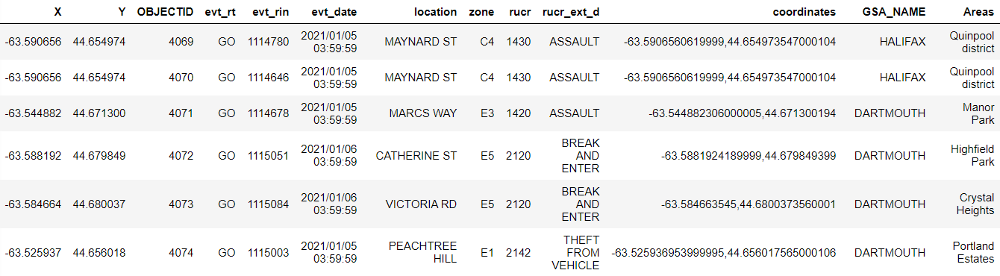 X Y OBJECTID evt_rt evt_rin evt_date location zone rucr rucr_ext_d coordinates GSA_NAME Areas
-63.590656 44.654974 4069 GO 1114780 2021/01/05 03:59:59 MAYNARD ST C4 1430 ASSAULT -63.5906560619999,44.654973547000104 HALIFAX Quinpool district
-63.590656 44.654974 4070 GO 1114646 2021/01/05 03:59:59 MAYNARD ST C4 1430 ASSAULT -63.5906560619999,44.654973547000104 HALIFAX Quinpool district
-63.544882 44.671300 4071 GO 1114678 2021/01/05 03:59:59 MARCS WAY E3 1420 ASSAULT -63.544882306000005,44.671300194 DARTMOUTH Manor Park
-63.588192 44.679849 4072 GO 1115051 2021/01/06 03:59:59 CATHERINE ST E5 2120 BREAK AND ENTER -63.5881924189999,44.679849399 DARTMOUTH Highfield Park
-63.584664 44.680037 4073 GO 1115084 2021/01/06 03:59:59 VICTORIA RD E5 2120 BREAK AND ENTER -63.584663545,44.6800373560001 DARTMOUTH Crystal Heights
-63.525937 44.656018 4074 GO 1115003 2021/01/05 03:59:59 PEACHTREE HILL E1 2142 THEFT FROM VEHICLE -63.525936953999995,44.656017565000106 DARTMOUTH Portland Estates